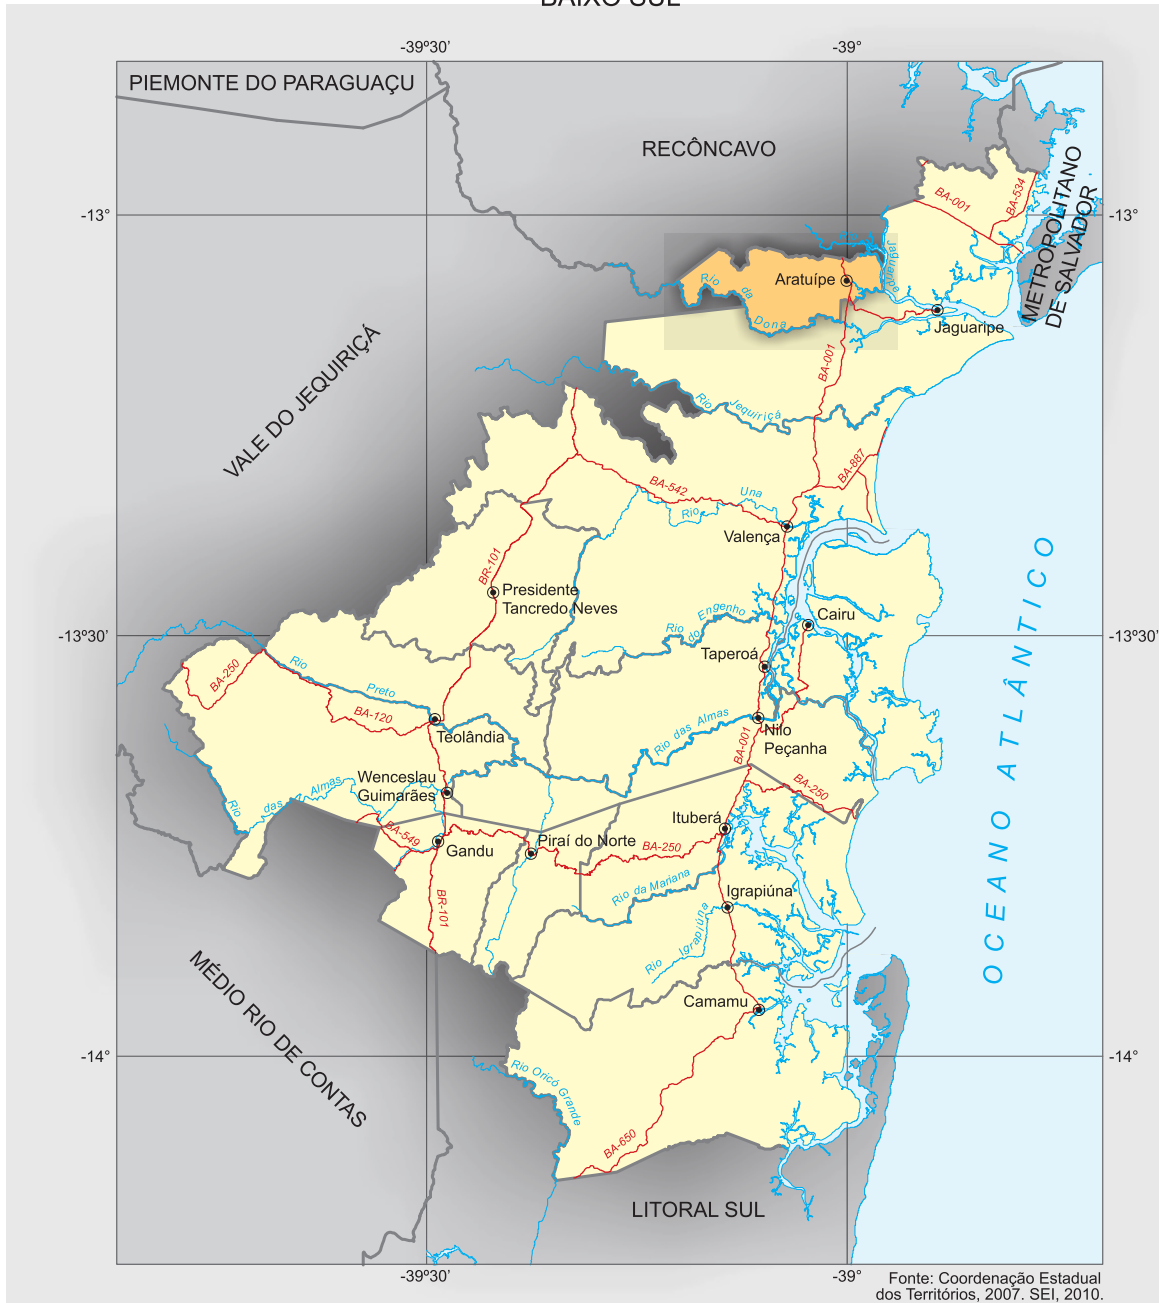 BAIXO SUL
-39°30'
-39°
PIEMONTE DO PARAGUAÇU
RECÔNCAVO
METROPOLITANO
DE SALVADOR
BA-001
BA-534
-13°
-13°
Jaguaripe
Aratuípe
Rio da Dona
Jaguaripe
VALE DO JEQUIRIÇÁ
BA-001
Rio Jequiriçá
BA-887
BA-542
Rio Una
Valença
BR-101
Presidente
Tancredo Neves
OCEANO ATLÂNTICO
Rio do Engenho
Cairu
-13°30'
-13°30'
Taperoá
BA-250
Rio Preto
BA-120
Teolândia
Rio das Almas
Nilo
Peçanha
BA-001
Wenceslau
Guimarães
BA-250
Rio das Almas
Ituberá
BA-549
Gandu
Piraí do Norte
BA-250
Rio da Mariana
Igrapiúna
BR-101
Rio Igrapiúna
MÉDIO RIO DE CONTAS
Camamu
-14°
-14°
Rio Oricó Grande
BA-650
LITORAL SUL
-39°30'
-39°
Fonte: Coordenação Estadual
dos Territórios, 2007. SEI, 2010.